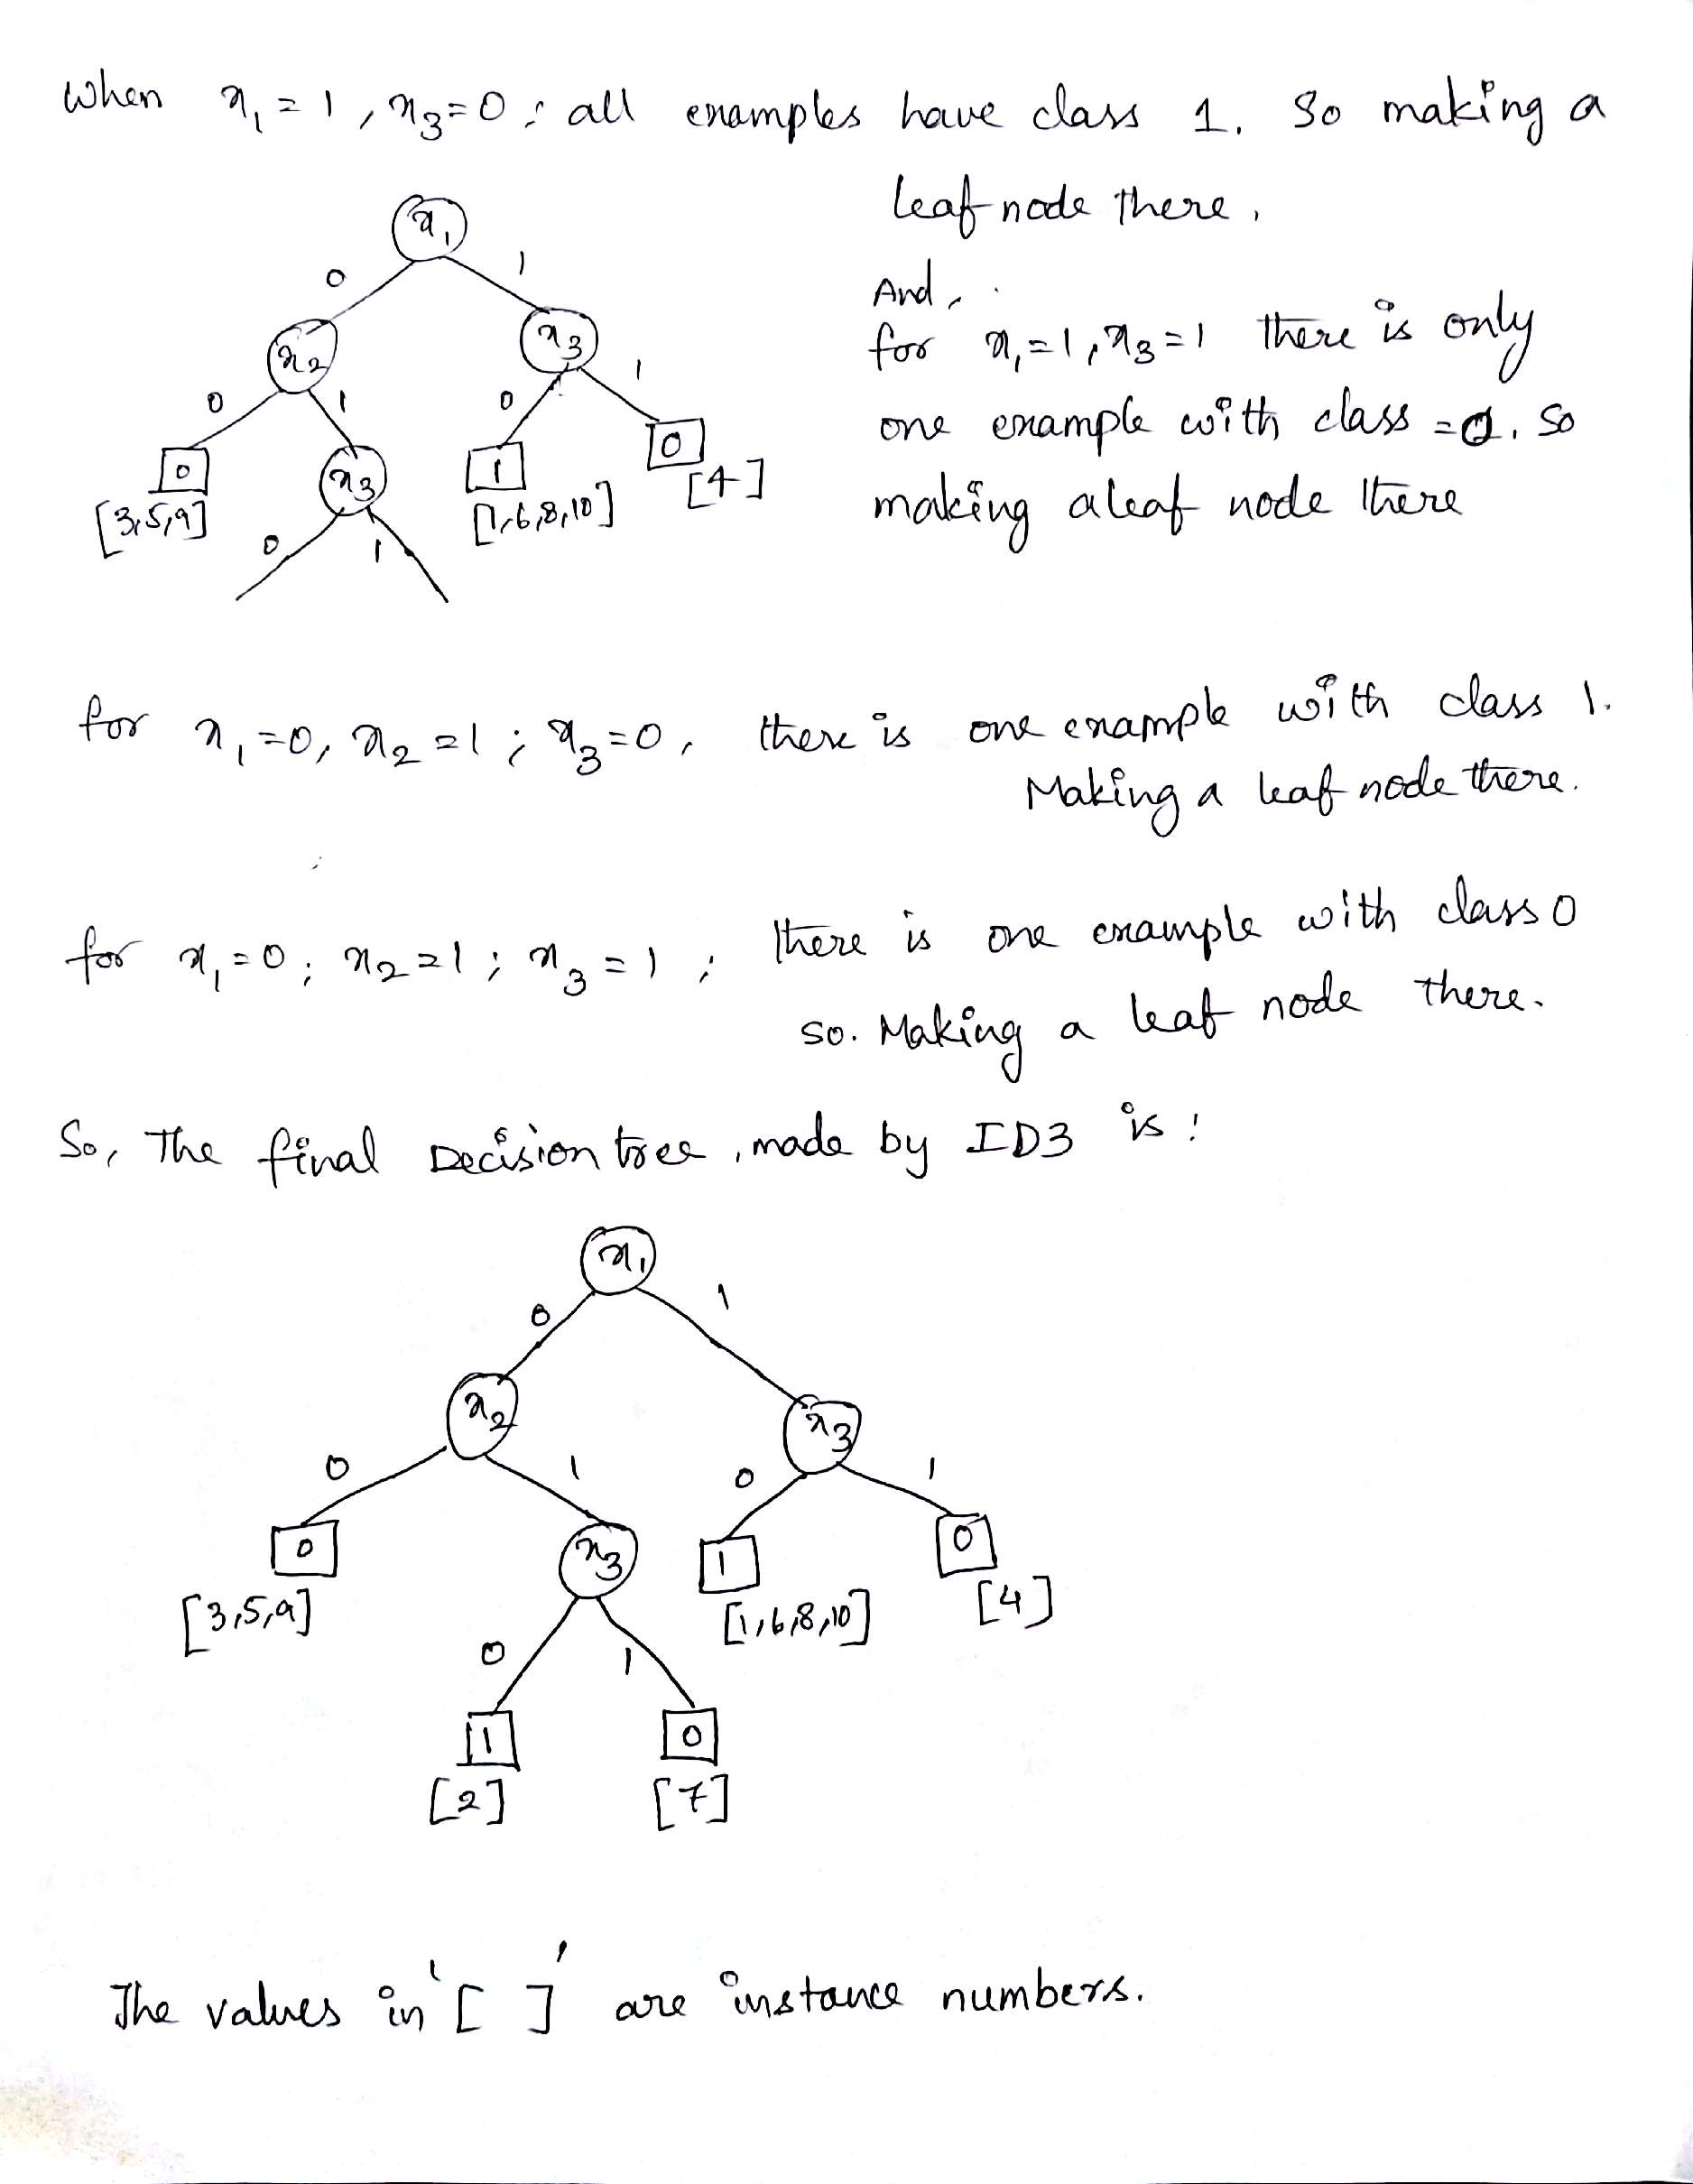 When x₁ = 1, x₃ = 0 : all examples have class 1. So making a
leaf node there.
x₁
0 1
x₂ x₃
0 1 0 1
0 x₃ 1 0
[3,5,9] [1,6,8,10] [4]
0 1
And,
for x₁ = 1, x₃ = 1 there is only
one example with class = 0. So
making a leaf node there
for x₁ = 0, x₂ = 1 ; x₃ = 0, there is one example with class 1.
Making a leaf node there.
for x₁ = 0 ; x₂ = 1 ; x₃ = 1 ; there is one example with class 0
so. Making a leaf node there.
So, The final Decision tree, made by ID3 is :
x₁
0 1
x₂ x₃
0 1 0 1
0 x₃ 1 0
[3,5,9] [1,6,8,10] [4]
0 1
1 0
[2] [7]
The values in '[ ]' are instance numbers.